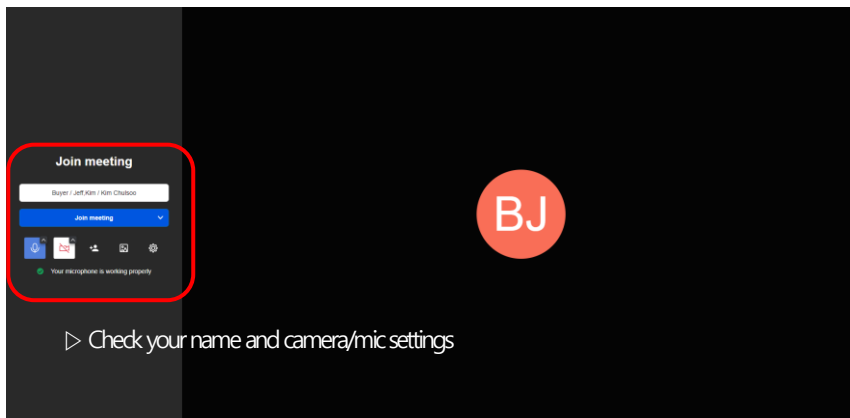 Join meeting
Buyer / Jeff,Kim / Kim Chulsoo
Join meeting
Your microphone is working properly
BJ
▷ Check your name and camera/mic settings